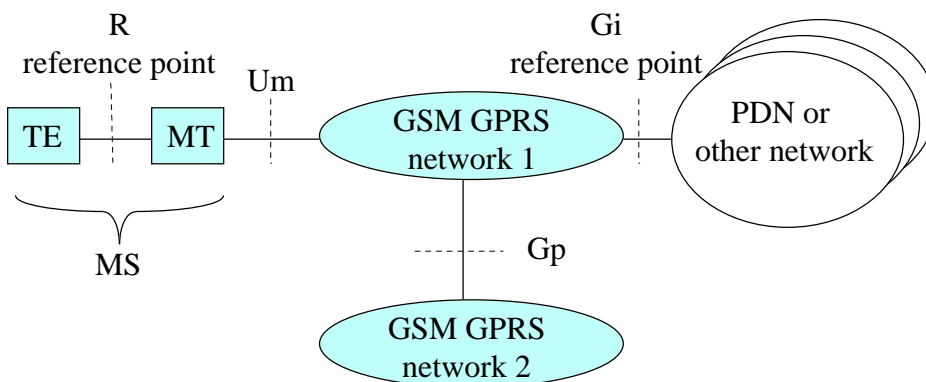 R
reference point
Gi
reference point
Um
TE
MT
GSM GPRS
network 1
PDN or
other network
MS
Gp
GSM GPRS
network 2